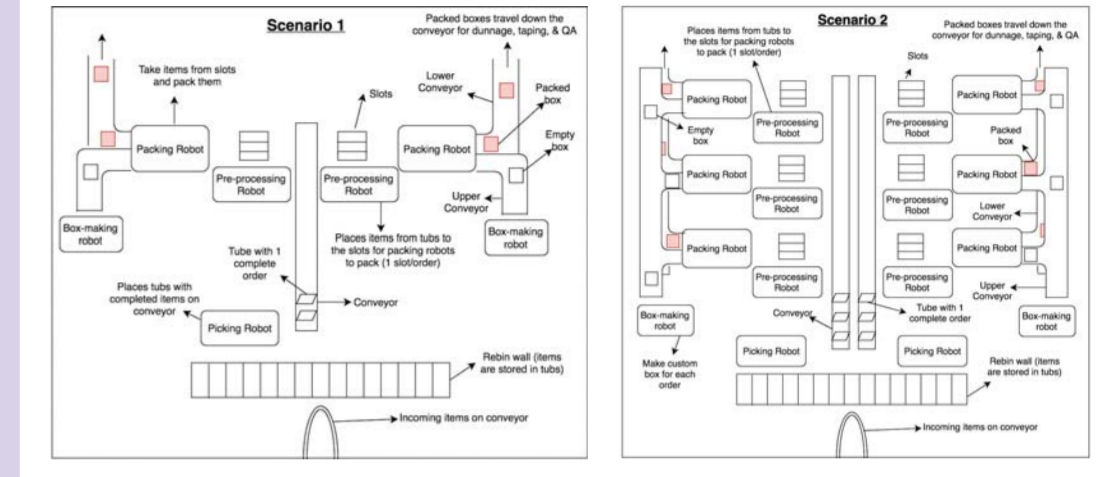 Scenario 1
Packed boxes travel down the
conveyor for dunnage, taping, & QA
Take items from slots
and pack them
Lower
Conveyor
Slots
Packed
box
Empty
box
Packing Robot
Packing Robot
Pre-processing
Robot
Pre-processing
Robot
Upper
Conveyor
Box-making
robot
Box-making
robot
Places items from tubs to
the slots for packing robots
to pack (1 slot/order)
Tube with 1
complete
order
Places tubs with
completed items on
conveyor
Conveyor
Picking Robot
Rebin wall (items
are stored in tubs)
Incoming items on conveyor
Scenario 2
Places items from tubs to
the slots for packing robots
to pack (1 slot/order)
Packed boxes travel down the
conveyor for dunnage, taping, & QA
Slots
Packing Robot
Packing Robot
Pre-processing
Robot
Pre-processing
Robot
Empty
box
Packed
box
Packing Robot
Packing Robot
Pre-processing
Robot
Pre-processing
Robot
Lower
Conveyor
Packing Robot
Packing Robot
Pre-processing
Robot
Pre-processing
Robot
Upper
Conveyor
Box-making
robot
Conveyor
Tube with 1
complete order
Box-making
robot
Picking Robot
Picking Robot
Make custom
box for each
order
Rebin wall (items
are stored in tubs)
Incoming items on conveyor